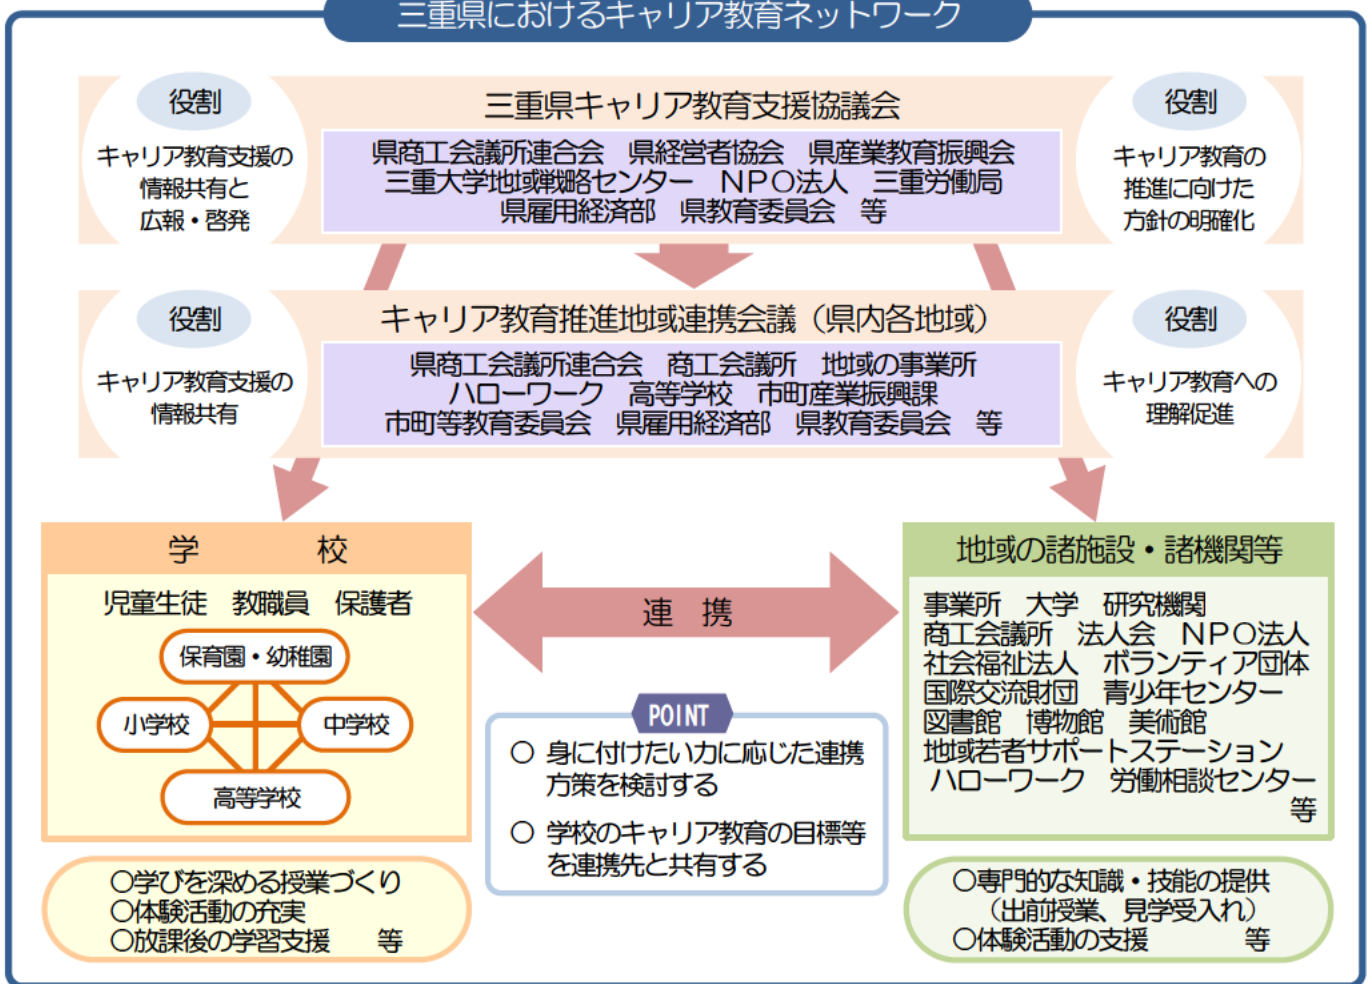 三重県におけるキャリア教育ネットワーク
役割
キャリア教育支援の
情報共有と
広報・啓発
三重県キャリア教育支援協議会
県商工会議所連合会　県経営者協会　県産業教育振興会
三重大学地域戦略センター　ＮＰＯ法人　三重労働局
県雇用経済部　県教育委員会　等
役割
キャリア教育の
推進に向けた
方針の明確化
役割
キャリア教育支援の
情報共有
キャリア教育推進地域連携会議（県内各地域）
県商工会議所連合会　商工会議所　地域の事業所
ハローワーク　高等学校　市町産業振興課
市町等教育委員会　県雇用経済部　県教育委員会　等
役割
キャリア教育への
理解促進
学　校
児童生徒　教職員　保護者
保育園・幼稚園
小学校
中学校
高等学校
○学びを深める授業づくり
○体験活動の充実
○放課後の学習支援　等
連　携
POINT
○ 身に付けたい力に応じた連携
方策を検討する
○ 学校のキャリア教育の目標等
を連携先と共有する
地域の諸施設・諸機関等
事業所　大学　研究機関
商工会議所　法人会　ＮＰＯ法人
社会福祉法人　ボランティア団体
国際交流財団　青少年センター
図書館　博物館　美術館
地域若者サポートステーション
ハローワーク　労働相談センター
等
○専門的な知識・技能の提供
（出前授業、見学受入れ）
○体験活動の支援　等